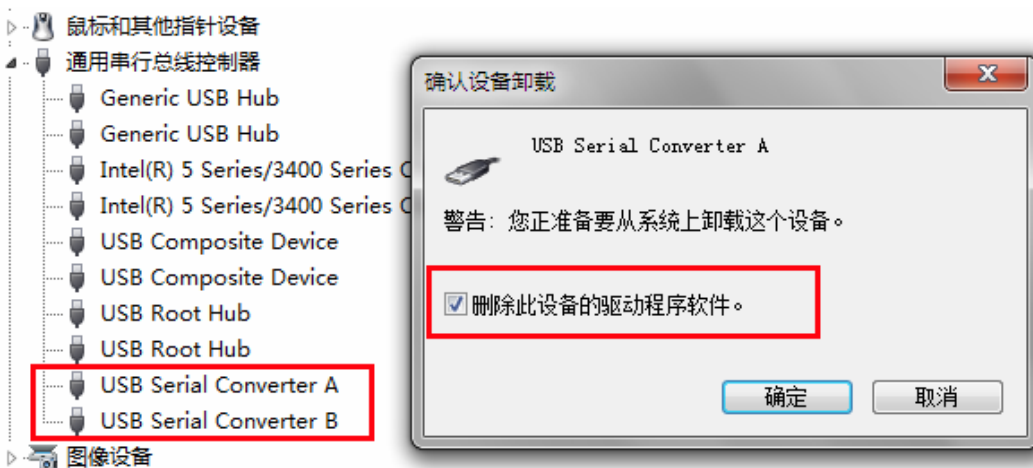 鼠标和其他指针设备
通用串行总线控制器
Generic USB Hub
Generic USB Hub
Intel(R) 5 Series/3400 Series
Intel(R) 5 Series/3400 Series
USB Composite Device
USB Composite Device
USB Root Hub
USB Root Hub
USB Serial Converter A
USB Serial Converter B
图像设备
确认设备卸载
USB Serial Converter A
警告: 您正准备要从系统上卸载这个设备。
删除此设备的驱动程序软件。
确定
取消